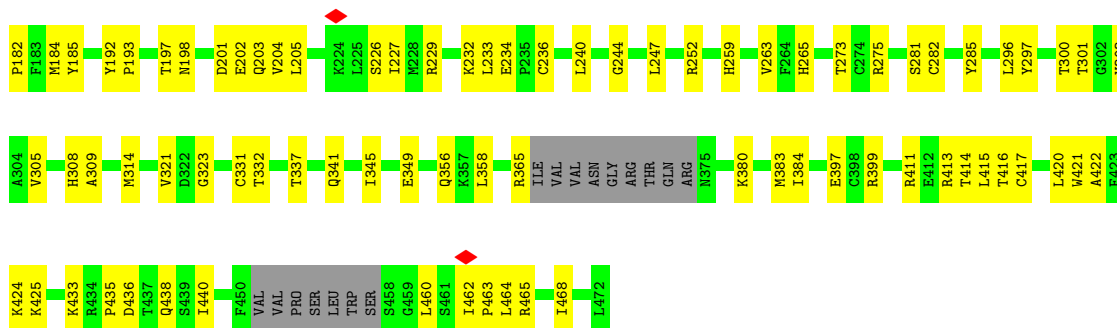 P182 F183 M184 Y185 Y192 P193 T197 N198 D201 E202 Q203 V204 L205 K224 L225 S226 I227 M228 R229 K232 L233 E234 P235 C236 L240 G244 L247 R252 H259 V263 F264 H265 T273 C274 R275 S281 C282 Y285 L296 Y297 T300 T301 G302
A304 V305 H308 A309 M314 V321 D322 G323 C331 T332 T337 Q341 I345 E349 Q356 K357 L358 R365 ILE VAL VAL ASN GLY ARG THR GLN ARG N375 K380 M383 I384 E397 C398 R399 R411 E412 R413 T414 L415 T416 C417 L420 W421 A422
K424 K425 K433 R434 P435 D436 T437 Q438 S439 I440 F450 VAL VAL PRO SER LEU TRP SER S458 G459 L460 S461 I462 P463 L464 R465 I468 L472